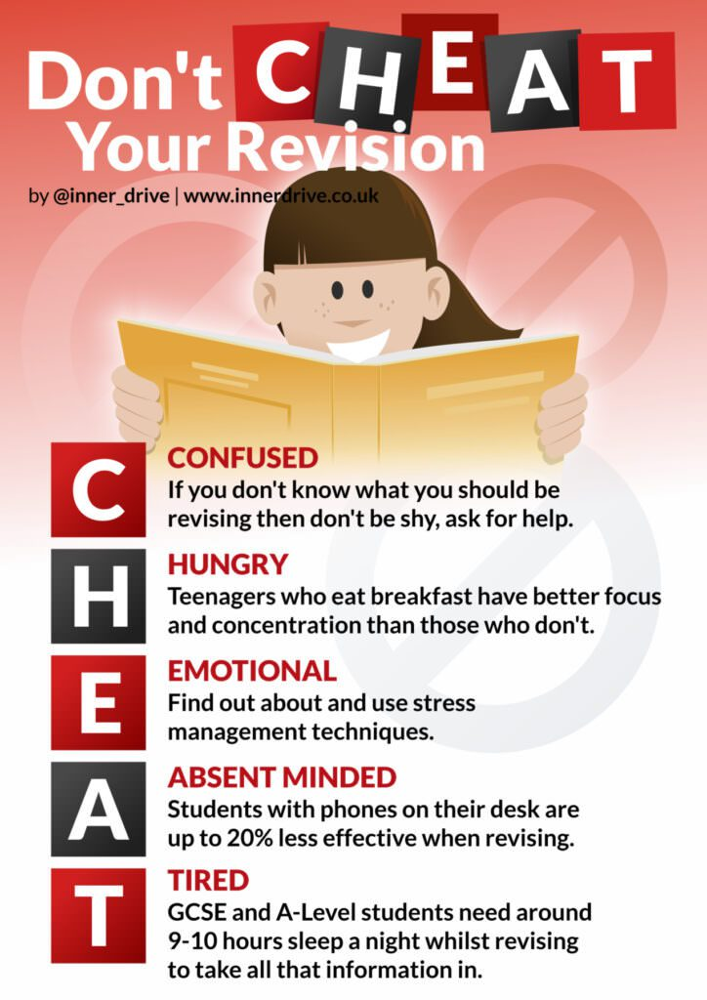 Don't CHEAT
Your Revision
by @inner_drive | www.innerdrive.co.uk
C
CONFUSED
If you don't know what you should be
revising then don't be shy, ask for help.
H
HUNGRY
Teenagers who eat breakfast have better focus
and concentration than those who don't.
E
EMOTIONAL
Find out about and use stress
management techniques.
A
ABSENT MINDED
Students with phones on their desk are
up to 20% less effective when revising.
T
TIRED
GCSE and A-Level students need around
9-10 hours sleep a night whilst revising
to take all that information in.